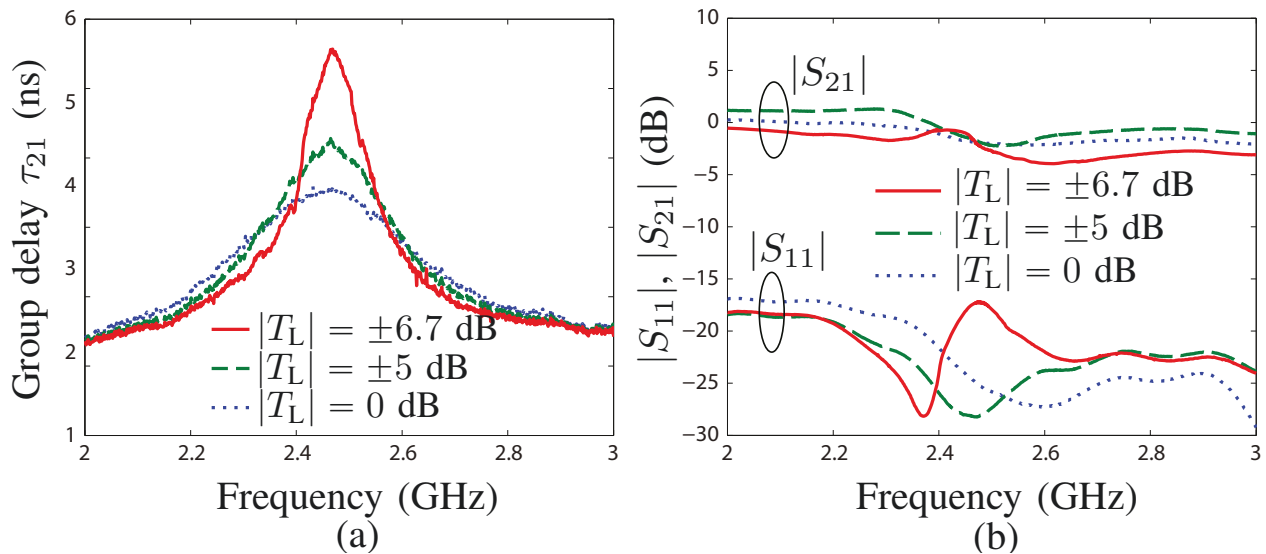 Group delay τ21 (ns)
6
5
4
3
2
1
|TL| = ±6.7 dB
|TL| = ±5 dB
|TL| = 0 dB
2
2.2
2.4
2.6
2.8
3
Frequency (GHz)
(a)
|S11|, |S21| (dB)
10
5
0
−5
−10
−15
−20
−25
−30
|S21|
|TL| = ±6.7 dB
|TL| = ±5 dB
|TL| = 0 dB
|S11|
2
2.2
2.4
2.6
2.8
3
Frequency (GHz)
(b)